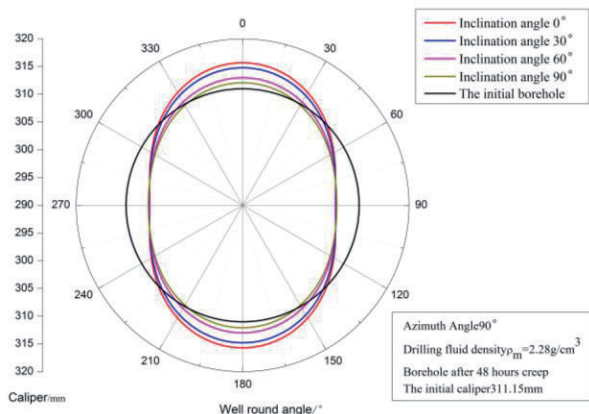 Inclination angle 0°
Inclination angle 30°
Inclination angle 60°
Inclination angle 90°
The initial borehole
320
315
310
305
300
295
290
295
300
305
310
315
320
Caliper/mm
0
30
60
90
120
150
180
210
240
270
300
330
Well round angle/°
Azimuth Angle90°
Drilling fluid densityρm=2.28g/cm³
Borehole after 48 hours creep
The initial caliper311.15mm